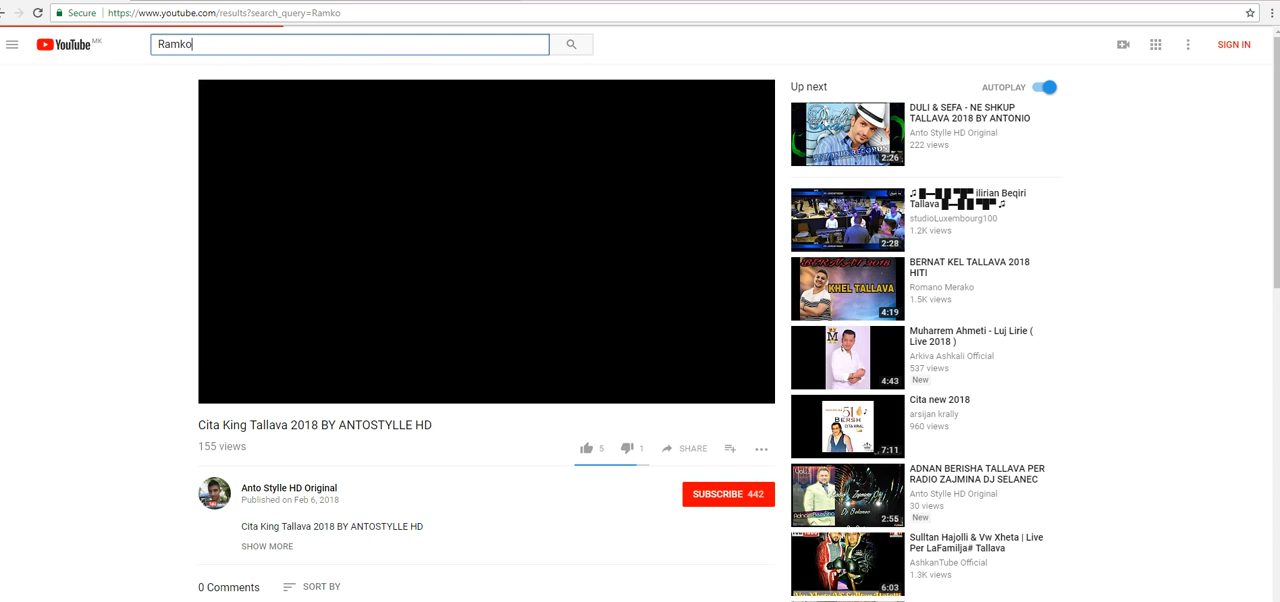 Secure https://www.youtube.com/results?search_query=Ramko
YouTube MK
Ramko
SIGN IN
Up next
AUTOPLAY
DULI & SEFA - NE SHKUP
TALLAVA 2018 BY ANTONIO
Anto Stylle HD Original
222 views
2:26
♫ █▬█ █ ▀█▀ ilirian Beqiri
Tallava █▬█ █ ▀█▀ ♫
studioLuxembourg100
1.2K views
2:28
BERNAT KEL TALLAVA 2018
HITI
Romano Merako
1.5K views
KHEL TALLAVA
4:19
Muharrem Ahmeti - Luj Lirie (
Live 2018 )
Arkiva Ashkali Official
537 views
New
4:43
Cita new 2018
arsijan krally
960 views
51
BERSH
CITA KRAL
7:11
ADNAN BERISHA TALLAVA PER
RADIO ZAJMINA DJ SELANEC
Anto Stylle HD Original
30 views
New
2:55
Sulltan Hajolli & Vw Xheta | Live
Per LaFamilja# Tallava
AshkanTube Official
1.3K views
6:03
Cita King Tallava 2018 BY ANTOSTYLLE HD
155 views
5
1
SHARE
Anto Stylle HD Original
Published on Feb 6, 2018
SUBSCRIBE 442
Cita King Tallava 2018 BY ANTOSTYLLE HD
SHOW MORE
0 Comments
SORT BY